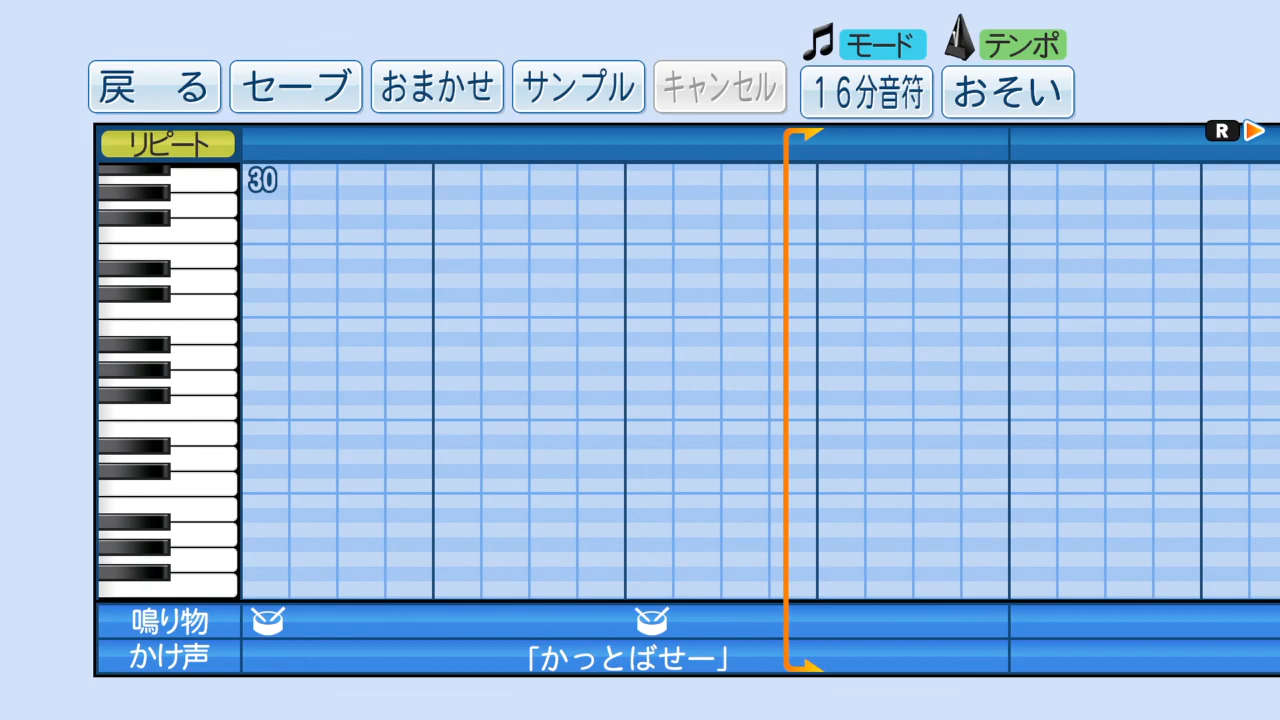 モード テンポ
戻る セーブ おまかせ サンプル キャンセル 16分音符 おそい
リピート R
30
鳴り物
かけ声 「かっとばせー」